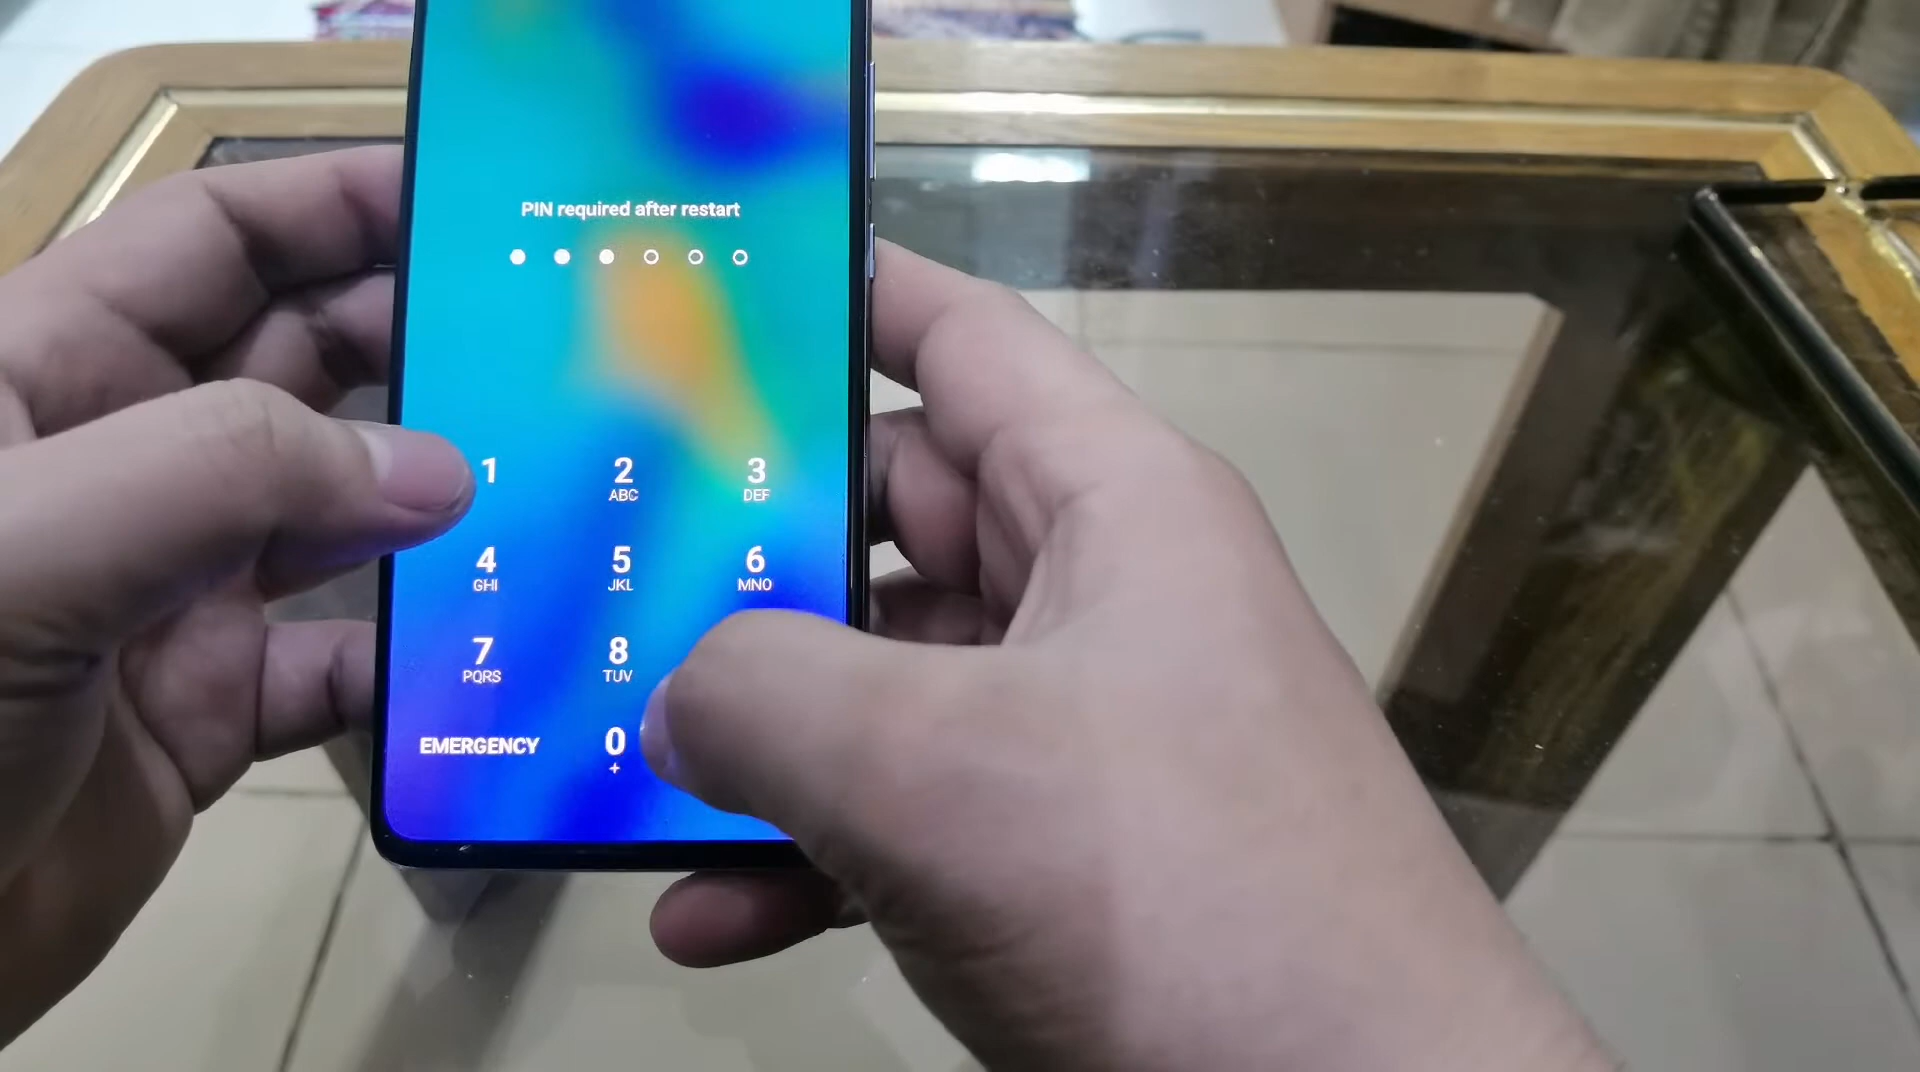 PIN required after restart
1 2 3
ABC DEF
4 5 6
GHI JKL MNO
7 8
PQRS TUV
EMERGENCY 0
+